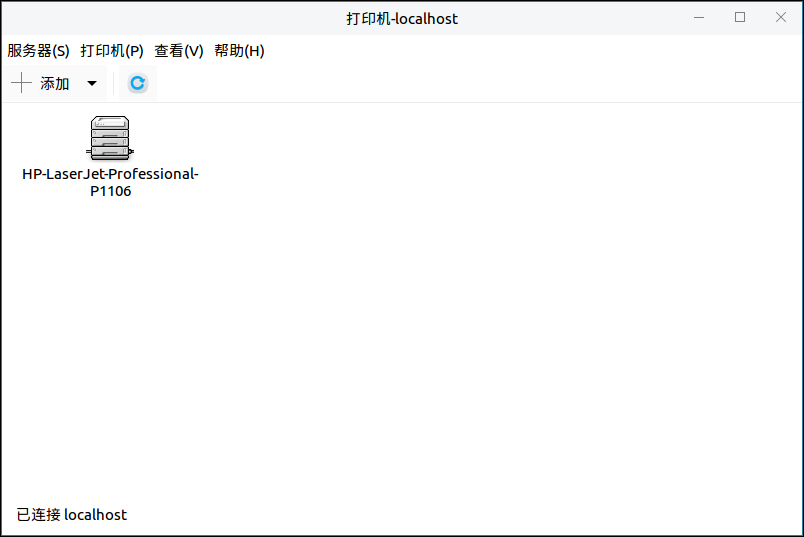 打印机-localhost
服务器(S) 打印机(P) 查看(V) 帮助(H)
添加
HP-LaserJet-Professional-
P1106
已连接 localhost